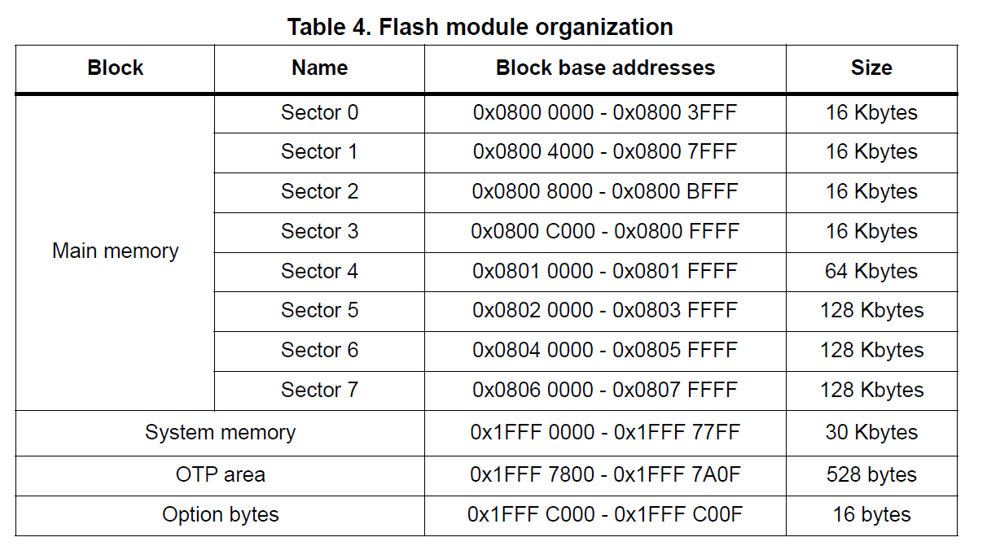 Table 4. Flash module organization
Block Name Block base addresses Size
Main memory
Sector 0 0x0800 0000 - 0x0800 3FFF 16 Kbytes
Sector 1 0x0800 4000 - 0x0800 7FFF 16 Kbytes
Sector 2 0x0800 8000 - 0x0800 BFFF 16 Kbytes
Sector 3 0x0800 C000 - 0x0800 FFFF 16 Kbytes
Sector 4 0x0801 0000 - 0x0801 FFFF 64 Kbytes
Sector 5 0x0802 0000 - 0x0803 FFFF 128 Kbytes
Sector 6 0x0804 0000 - 0x0805 FFFF 128 Kbytes
Sector 7 0x0806 0000 - 0x0807 FFFF 128 Kbytes
System memory 0x1FFF 0000 - 0x1FFF 77FF 30 Kbytes
OTP area 0x1FFF 7800 - 0x1FFF 7A0F 528 bytes
Option bytes 0x1FFF C000 - 0x1FFF C00F 16 bytes